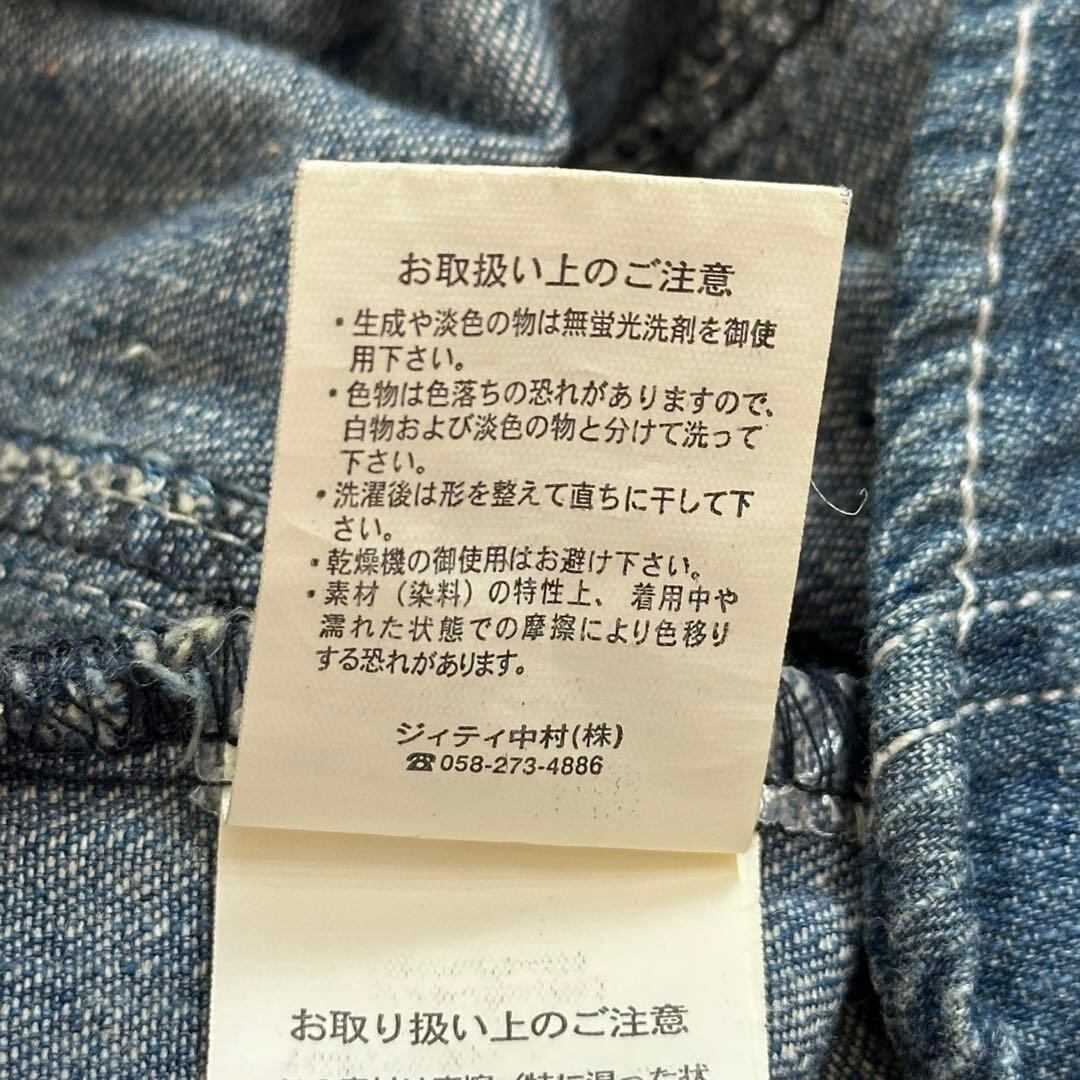 お取扱い上のご注意
・生成や淡色の物は無蛍光洗剤を御使
用下さい。
・色物は色落ちの恐れがありますので、
白物および淡色の物と分けて洗って
下さい。
・洗濯後は形を整えて直ちに干して下
さい。
・乾燥機の御使用はお避け下さい。
・素材（染料）の特性上、着用中や
濡れた状態での摩擦により色移り
する恐れがあります。
ジィティ中村(株)
☎058-273-4886
お取り扱い上のご注意